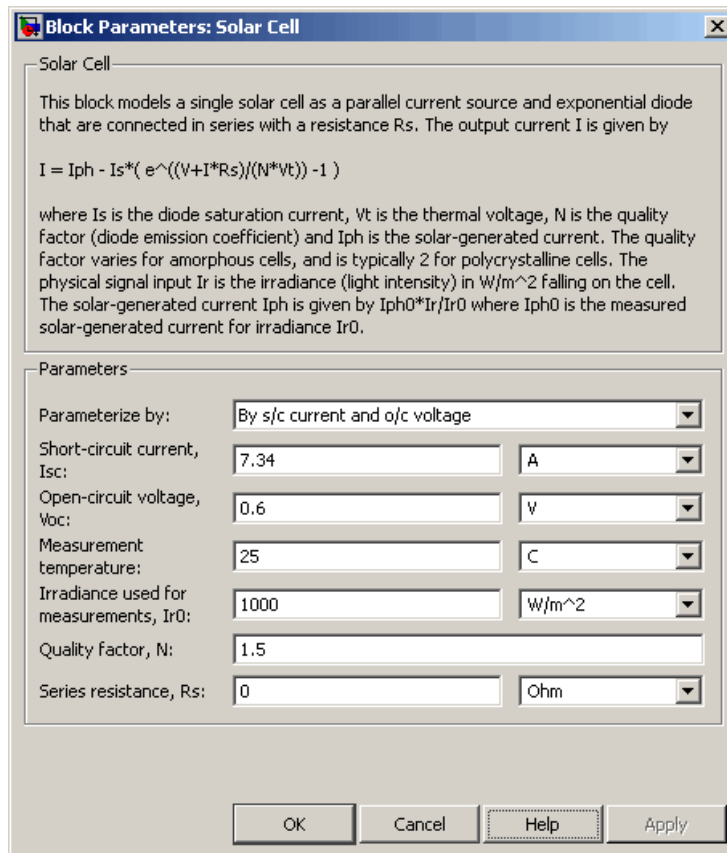 Block Parameters: Solar Cell
Solar Cell
This block models a single solar cell as a parallel current source and exponential diode
that are connected in series with a resistance Rs. The output current I is given by
I = Iph - Is*( e^((V+I*Rs)/(N*Vt)) -1 )
where Is is the diode saturation current, Vt is the thermal voltage, N is the quality
factor (diode emission coefficient) and Iph is the solar-generated current. The quality
factor varies for amorphous cells, and is typically 2 for polycrystalline cells. The
physical signal input Ir is the irradiance (light intensity) in W/m^2 falling on the cell.
The solar-generated current Iph is given by Iph0*Ir/Ir0 where Iph0 is the measured
solar-generated current for irradiance Ir0.
Parameters
Parameterize by: By s/c current and o/c voltage
Short-circuit current,
Isc: 7.34 A
Open-circuit voltage,
Voc: 0.6 V
Measurement
temperature: 25 C
Irradiance used for
measurements, Ir0: 1000 W/m^2
Quality factor, N: 1.5
Series resistance, Rs: 0 Ohm
OK Cancel Help Apply